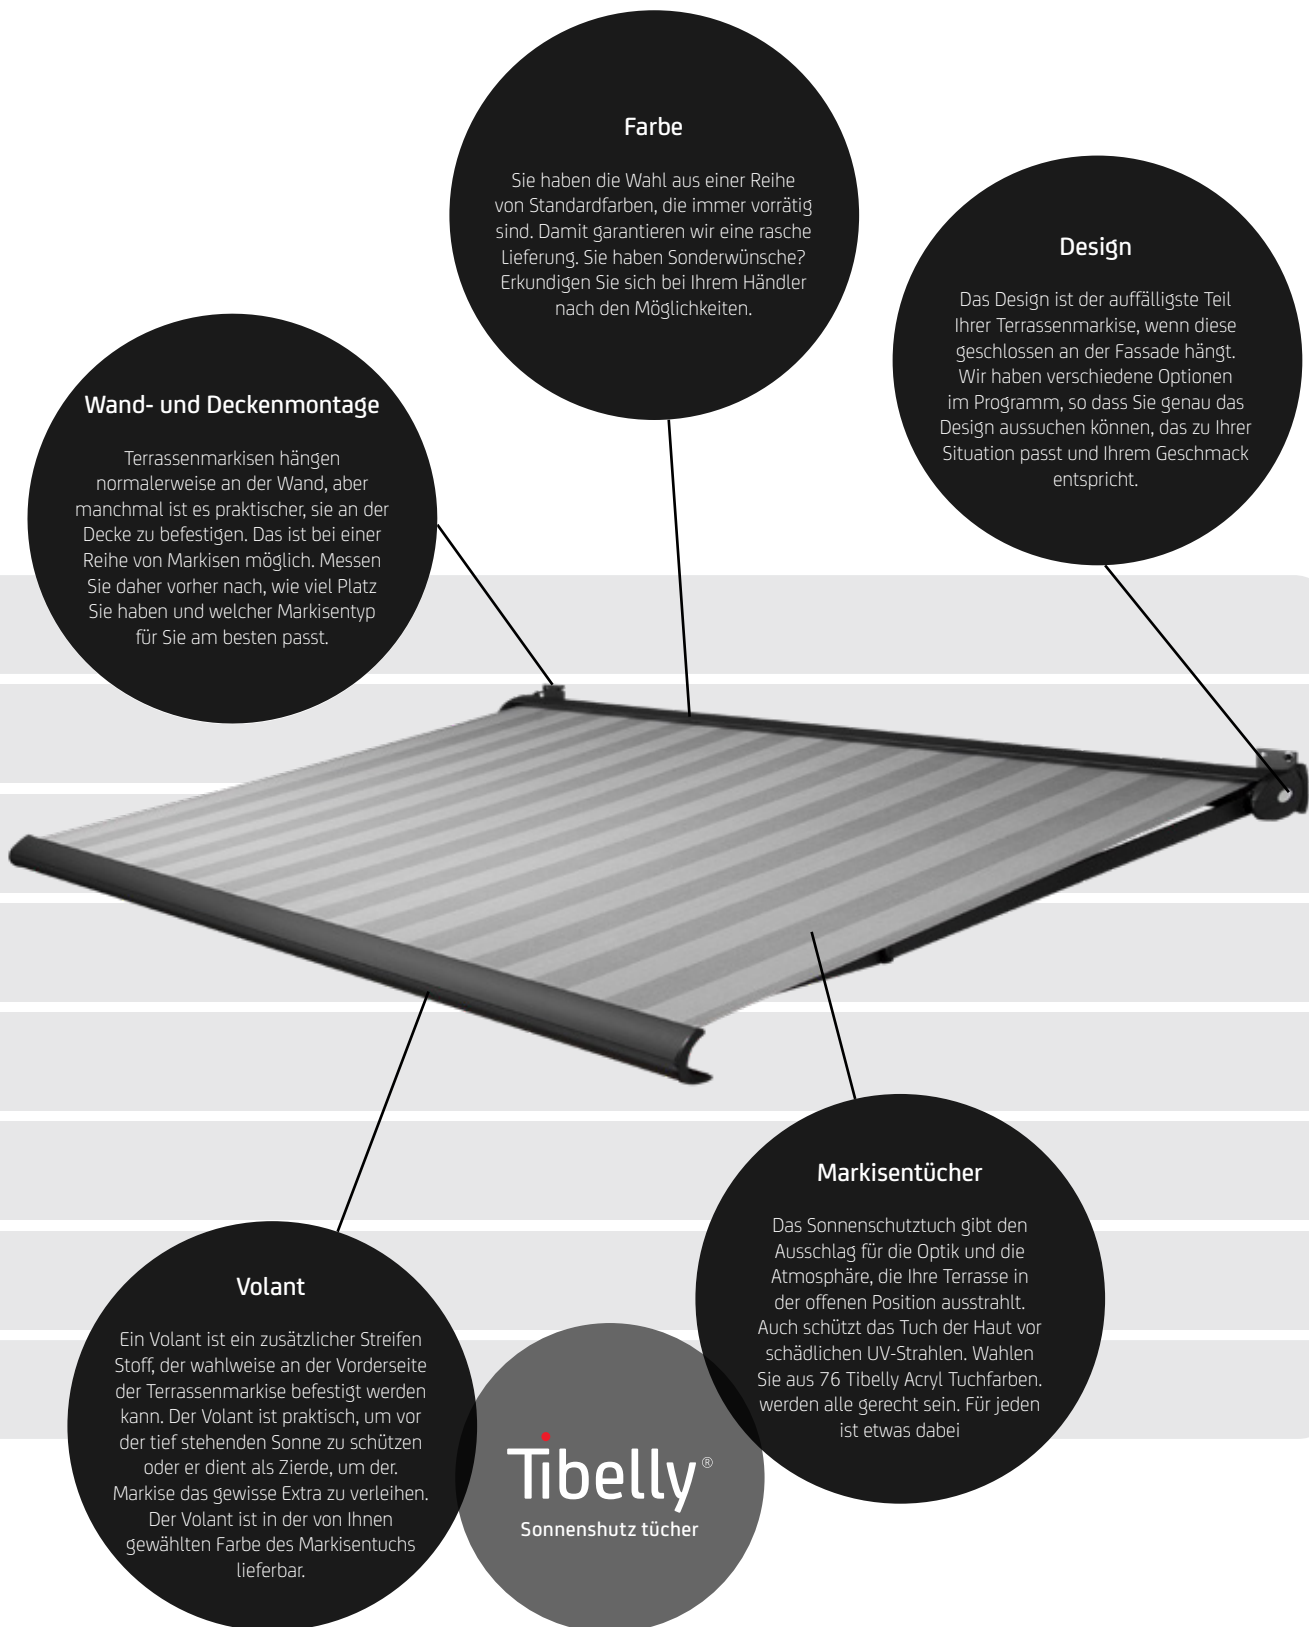 Farbe
Sie haben die Wahl aus einer Reihe
von Standardfarben, die immer vorrätig
sind. Damit garantieren wir eine rasche
Lieferung. Sie haben Sonderwünsche?
Erkundigen Sie sich bei Ihrem Händler
nach den Möglichkeiten.
Design
Das Design ist der auffälligste Teil
Ihrer Terrassenmarkise, wenn diese
geschlossen an der Fassade hängt.
Wir haben verschiedene Optionen
im Programm, so dass Sie genau das
Design aussuchen können, das zu Ihrer
Situation passt und Ihrem Geschmack
entspricht.
Wand- und Deckenmontage
Terrassenmarkisen hängen
normalerweise an der Wand, aber
manchmal ist es praktischer, sie an der
Decke zu befestigen. Das ist bei einer
Reihe von Markisen möglich. Messen
Sie daher vorher nach, wie viel Platz
Sie haben und welcher Markisentyp
für Sie am besten passt.
Markisentücher
Das Sonnenschutztuch gibt den
Ausschlag für die Optik und die
Atmosphäre, die Ihre Terrasse in
der offenen Position ausstrahlt.
Auch schützt das Tuch der Haut vor
schädlichen UV-Strahlen. Wahlen
Sie aus 76 Tibelly Acryl Tuchfarben.
werden alle gerecht sein. Für jeden
ist etwas dabei
Volant
Ein Volant ist ein zusätzlicher Streifen
Stoff, der wahlweise an der Vorderseite
der Terrassenmarkise befestigt werden
kann. Der Volant ist praktisch, um vor
der tief stehenden Sonne zu schützen
oder er dient als Zierde, um der.
Markise das gewisse Extra zu verleihen.
Der Volant ist in der von Ihnen
gewählten Farbe des Markisentuchs
lieferbar.
Tibelly®
Sonnenshutz tücher